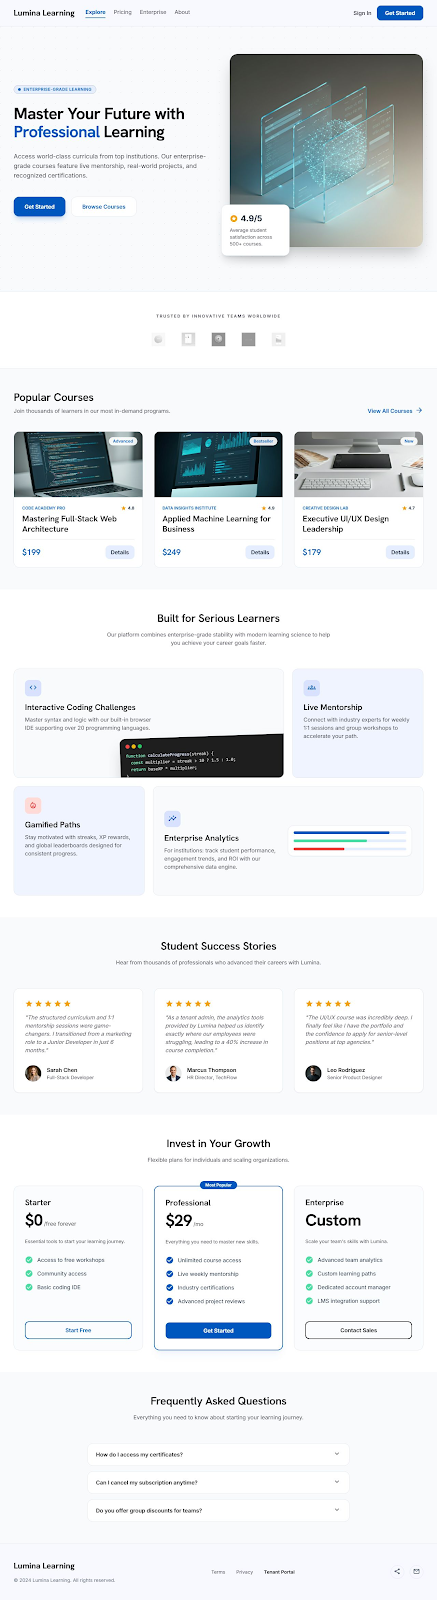 Lumina Learning
Explore
Pricing
Enterprise
About
Sign In
Get Started
ENTERPRISE-GRADE LEARNING
Master Your Future with
Professional Learning
Access world-class curricula from top institutions. Our enterprise-
grade courses feature live mentorship, real-world projects, and
recognized certifications.
Get Started
Browse Courses
4.9/5
Average student
satisfaction across
500+ courses.
TRUSTED BY INNOVATIVE TEAMS WORLDWIDE
Popular Courses
Join thousands of learners in our most in-demand programs.
View All Courses
Advanced
CODE ACADEMY PRO
4.8
Mastering Full-Stack Web
Architecture
$199
Details
Bestseller
DATA INSIGHTS INSTITUTE
4.9
Applied Machine Learning for
Business
$249
Details
New
CREATIVE DESIGN LAB
4.7
Executive UI/UX Design
Leadership
$179
Details
Built for Serious Learners
Our platform combines enterprise-grade stability with modern learning science to help
you achieve your career goals faster.
Interactive Coding Challenges
Master syntax and logic with our built-in browser
IDE supporting over 20 programming languages.
function calculateProgress(streak) {
const multiplier = streak > 10 ? 1.5 : 1.0;
return baseXP * multiplier;
}
Live Mentorship
Connect with industry experts for weekly
1:1 sessions and group workshops to
accelerate your path.
Gamified Paths
Stay motivated with streaks, XP rewards,
and global leaderboards designed for
consistent progress.
Enterprise Analytics
For institutions: track student performance,
engagement trends, and ROI with our
comprehensive data engine.
Student Success Stories
Hear from thousands of professionals who advanced their careers with Lumina.
"The structured curriculum and 1:1
mentorship sessions were game-
changers. I transitioned from a marketing
role to a Junior Developer in just 6
months."
Sarah Chen
Full-Stack Developer
"As a tenant admin, the analytics tools
provided by Lumina helped us identify
exactly where our employees were
struggling, leading to a 40% increase in
course completion."
Marcus Thompson
HR Director, TechFlow
"The UI/UX course was incredibly deep. I
finally feel like I have the portfolio and
the confidence to apply for senior-level
positions at top agencies."
Leo Rodriguez
Senior Product Designer
Invest in Your Growth
Flexible plans for individuals and scaling organizations.
Starter
$0 /free forever
Essential tools to start your learning journey.
Access to free workshops
Community access
Basic coding IDE
Start Free
Most Popular
Professional
$29 /mo
Everything you need to master new skills.
Unlimited course access
Live weekly mentorship
Industry certifications
Advanced project reviews
Get Started
Enterprise
Custom
Scale your team's skills with Lumina.
Advanced team analytics
Custom learning paths
Dedicated account manager
LMS integration support
Contact Sales
Frequently Asked Questions
Everything you need to know about starting your learning journey.
How do I access my certificates?
Can I cancel my subscription anytime?
Do you offer group discounts for teams?
Lumina Learning
© 2024 Lumina Learning. All rights reserved.
Terms
Privacy
Tenant Portal